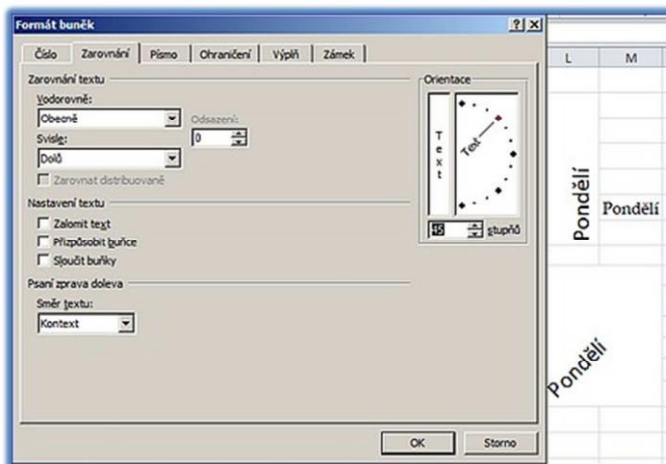 Formát buněk
Číslo Zarovnání Písmo Ohraničení Výplň Zámek
Zarovnání textu
Vodorovně:
Obecně
Odsazení:
Svisle:
0
Dolů
Zarovnat distribuovaně
Nastavení textu
Zalomit text
Přizpůsobit buňce
Sloučit buňky
Psaní zprava doleva
Směr textu:
Kontext
Orientace
Text
Text
45 stupňů
OK Storno
L M
Pondělí
Pondělí
Pondělí